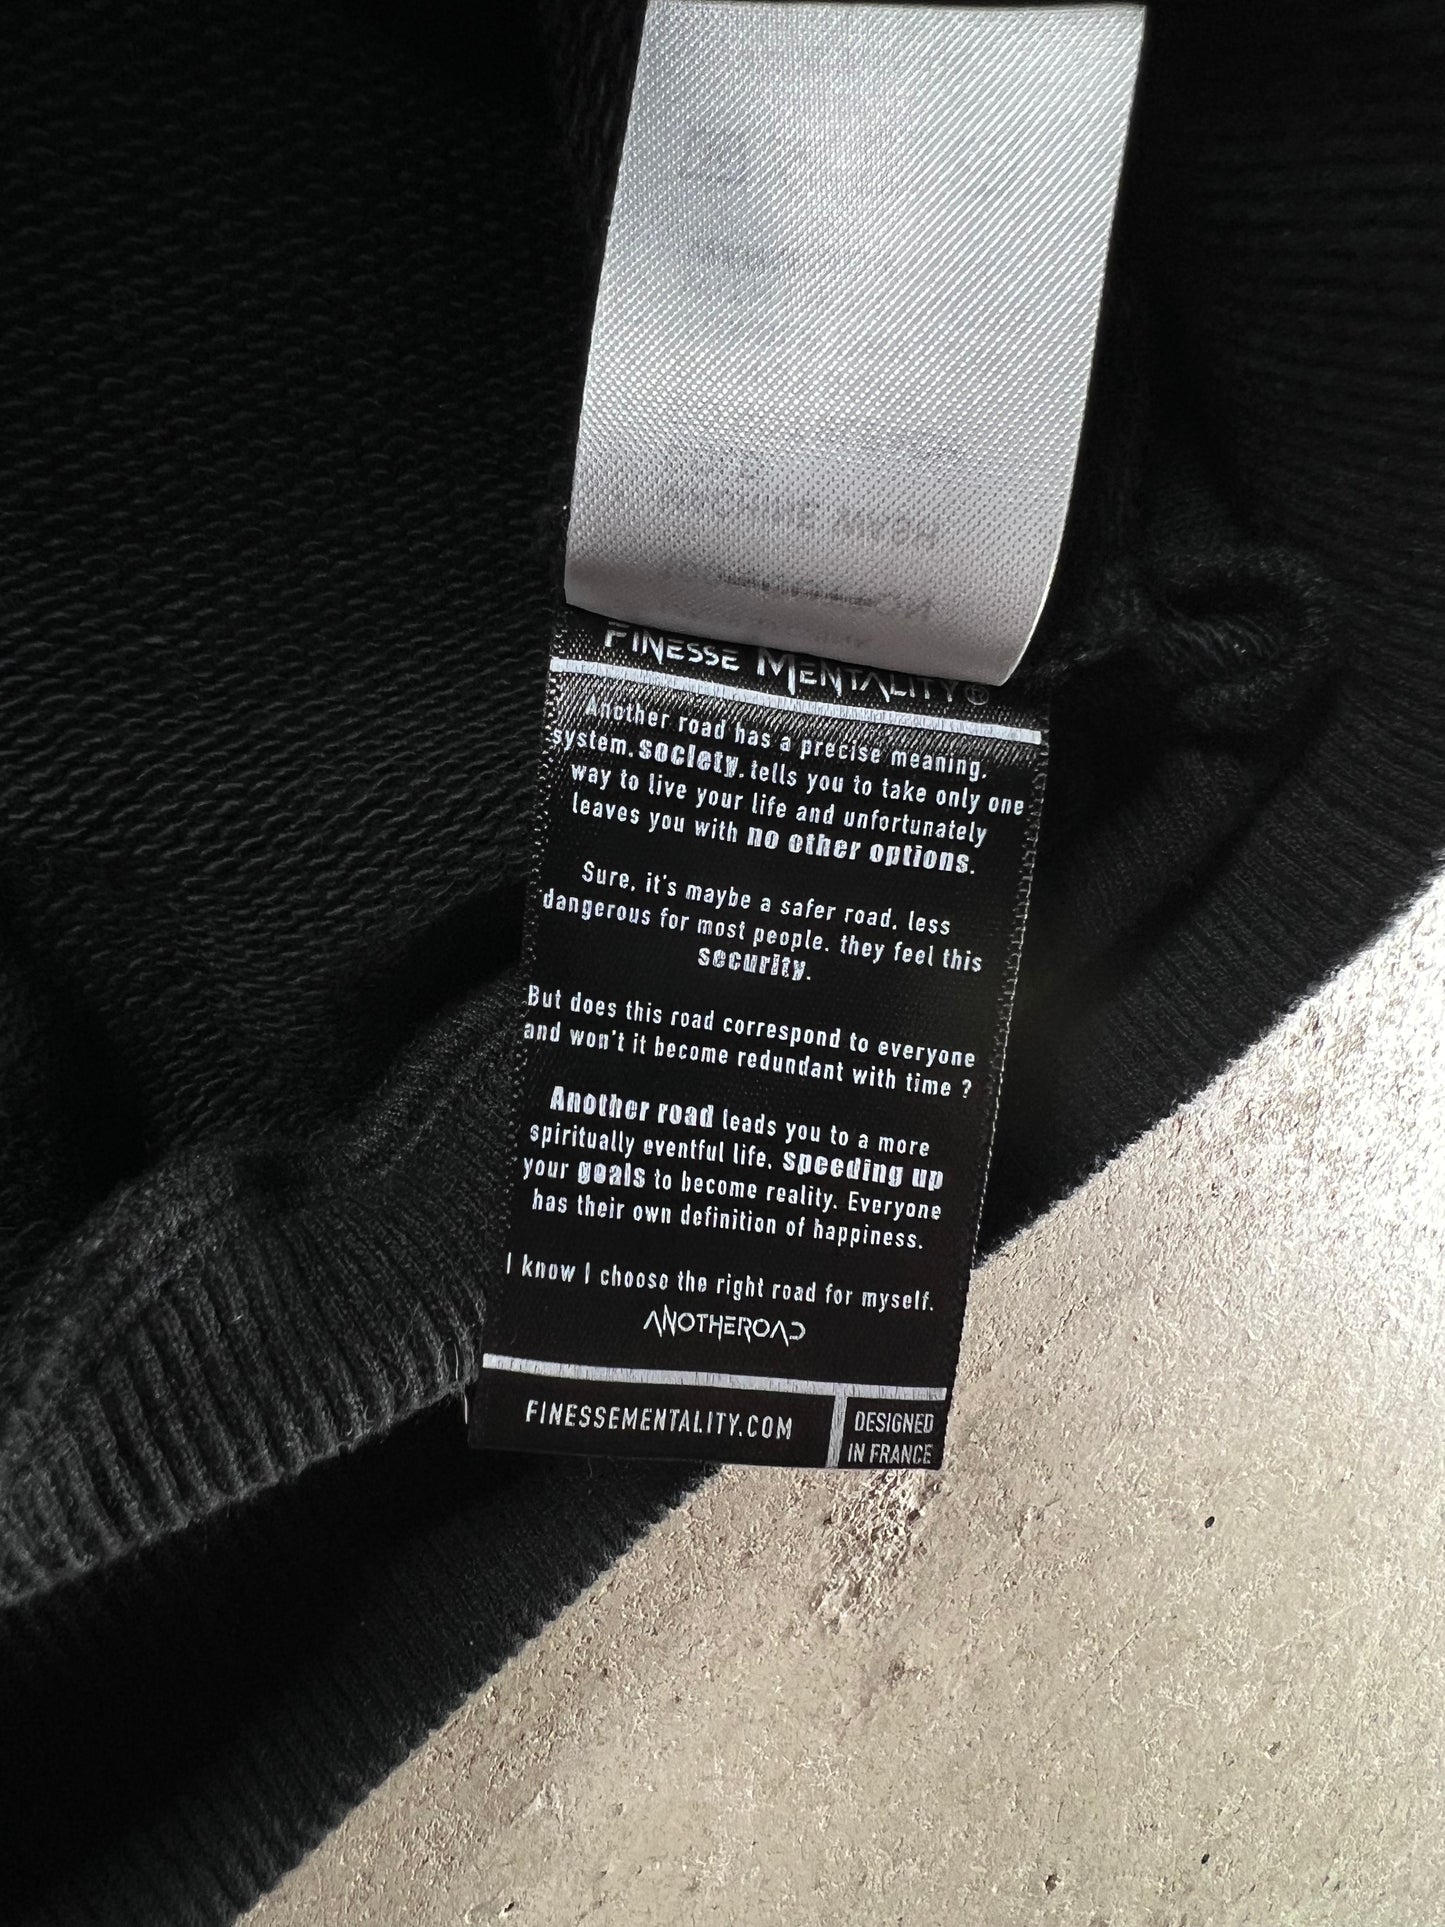 FINESSE MENTALITY®
Another road has a precise meaning.
system. society. tells you to take only one
way to live your life and unfortunately
leaves you with no other options.
Sure, it's maybe a safer road, less
dangerous for most people. they feel this
security.
But does this road correspond to everyone
and won't it become redundant with time ?
Another road leads you to a more
spiritually eventful life, speeding up
your goals to become reality. Everyone
has their own definition of happiness.
I know I choose the right road for myself.
ANOTHEROAD
FINESSEMENTALITY.COM
DESIGNED
IN FRANCE